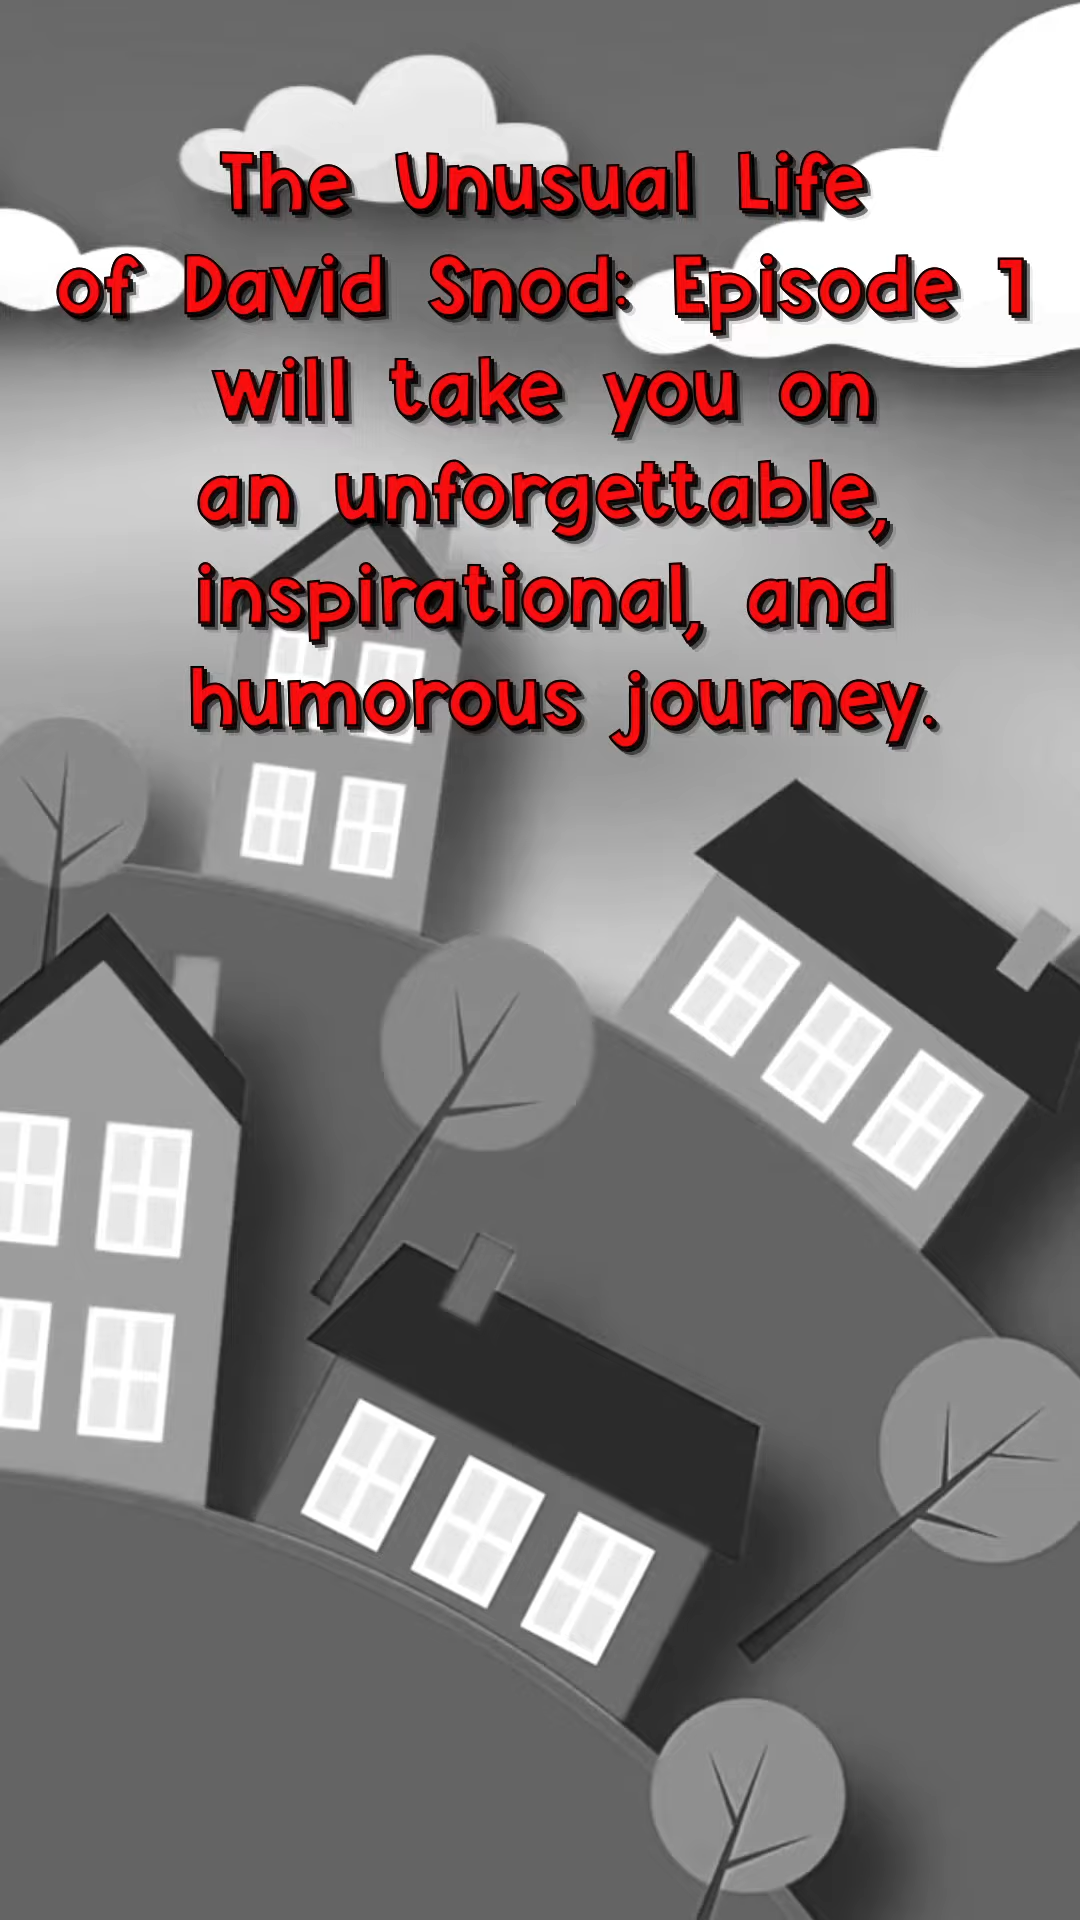 The Unusual Life
of David Snod: Episode 1
will take you on
an unforgettable,
inspirational, and
humorous journey.